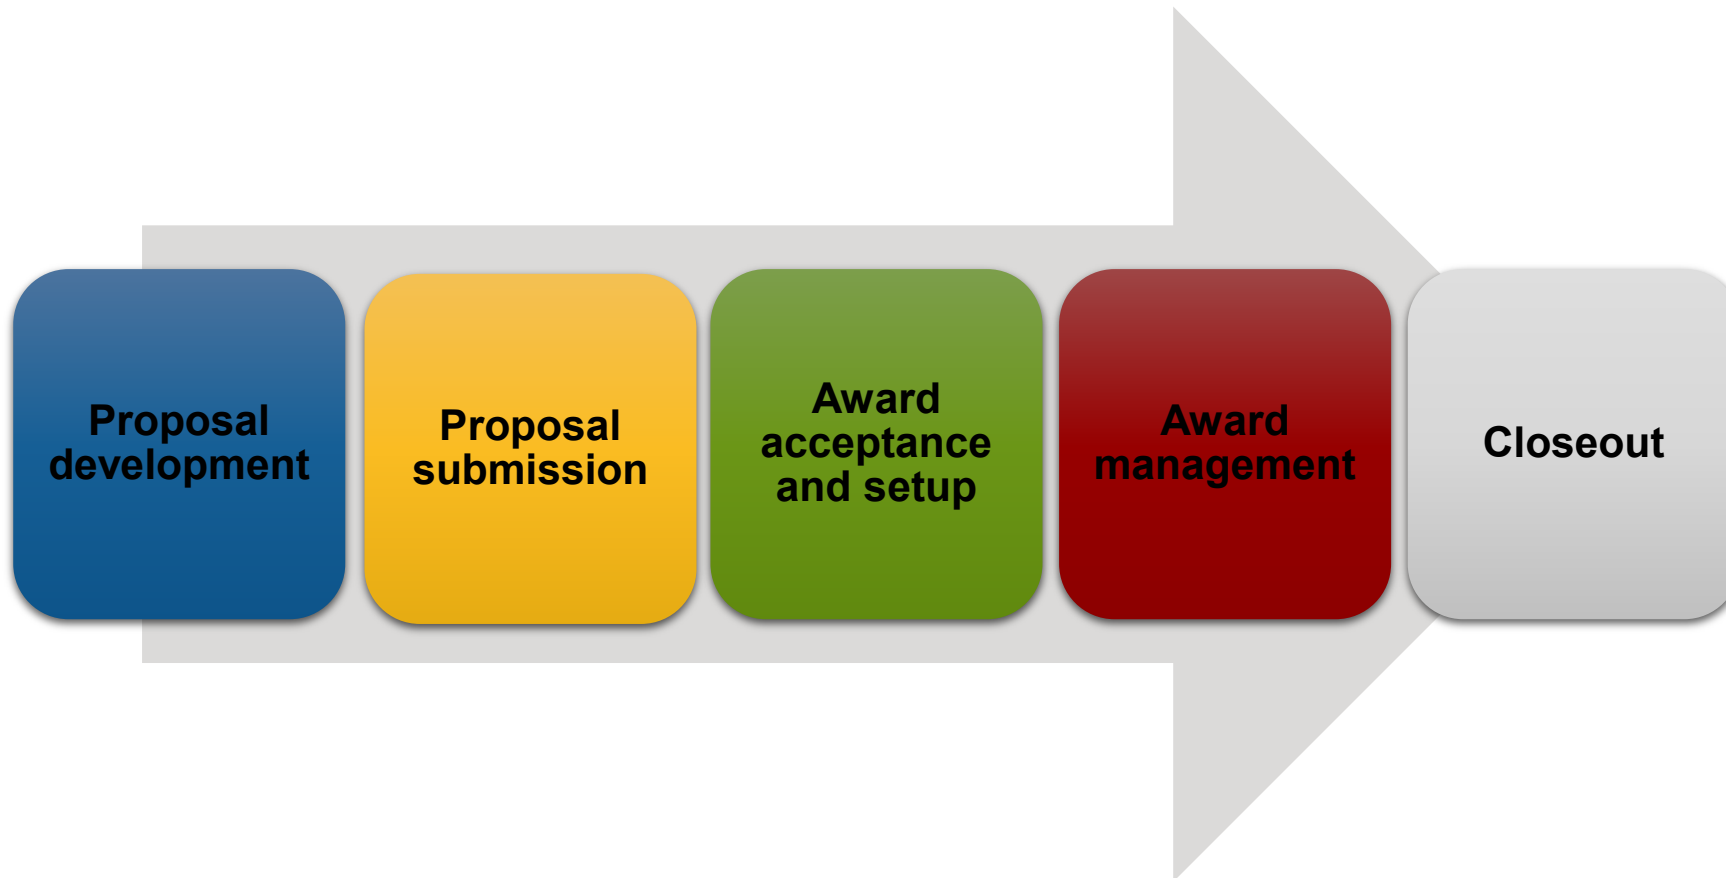 Proposal
development
Proposal
submission
Award
acceptance
and setup
Award
management
Closeout